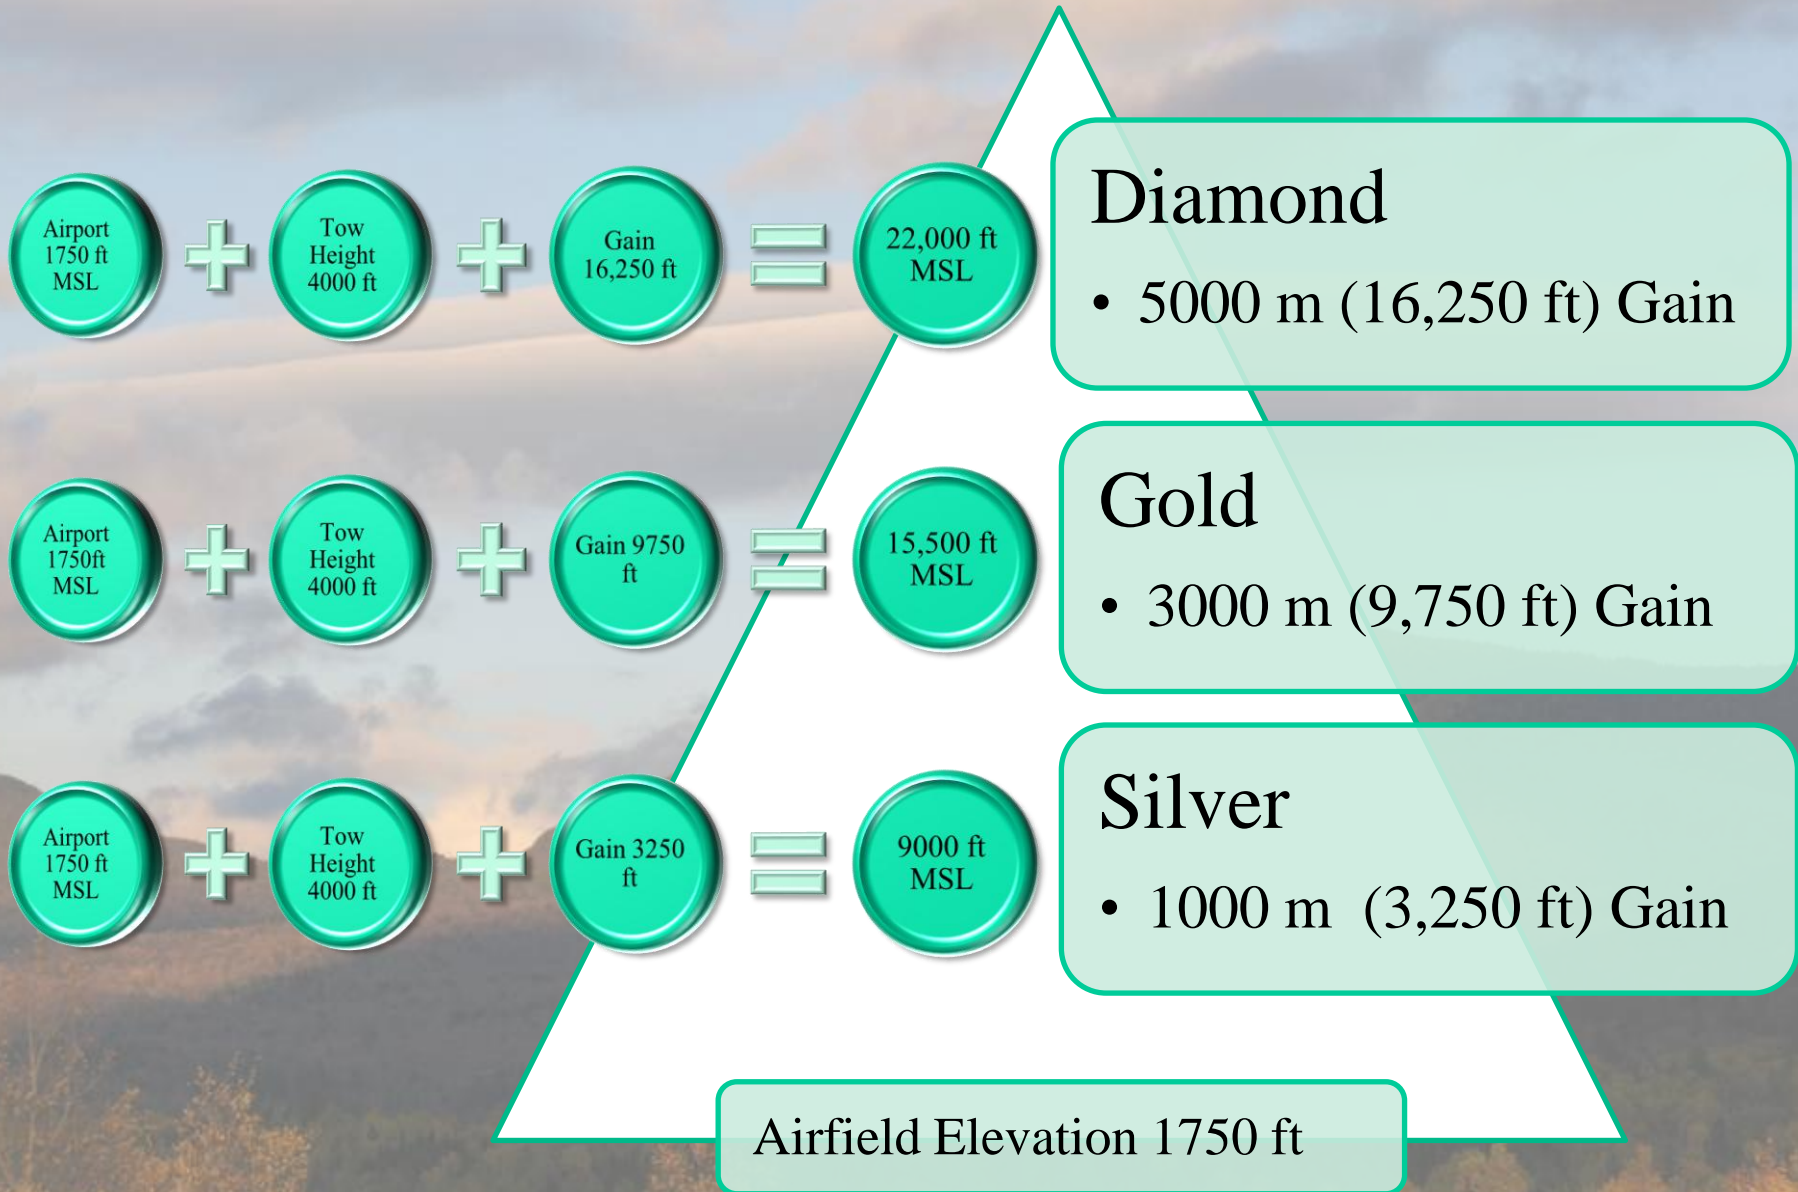 Airport
1750 ft
MSL
Tow
Height
4000 ft
Gain
16,250 ft
22,000 ft
MSL
Diamond
• 5000 m (16,250 ft) Gain
Airport
1750ft
MSL
Tow
Height
4000 ft
Gain 9750
ft
15,500 ft
MSL
Gold
• 3000 m (9,750 ft) Gain
Airport
1750 ft
MSL
Tow
Height
4000 ft
Gain 3250
ft
9000 ft
MSL
Silver
• 1000 m  (3,250 ft) Gain
Airfield Elevation 1750 ft